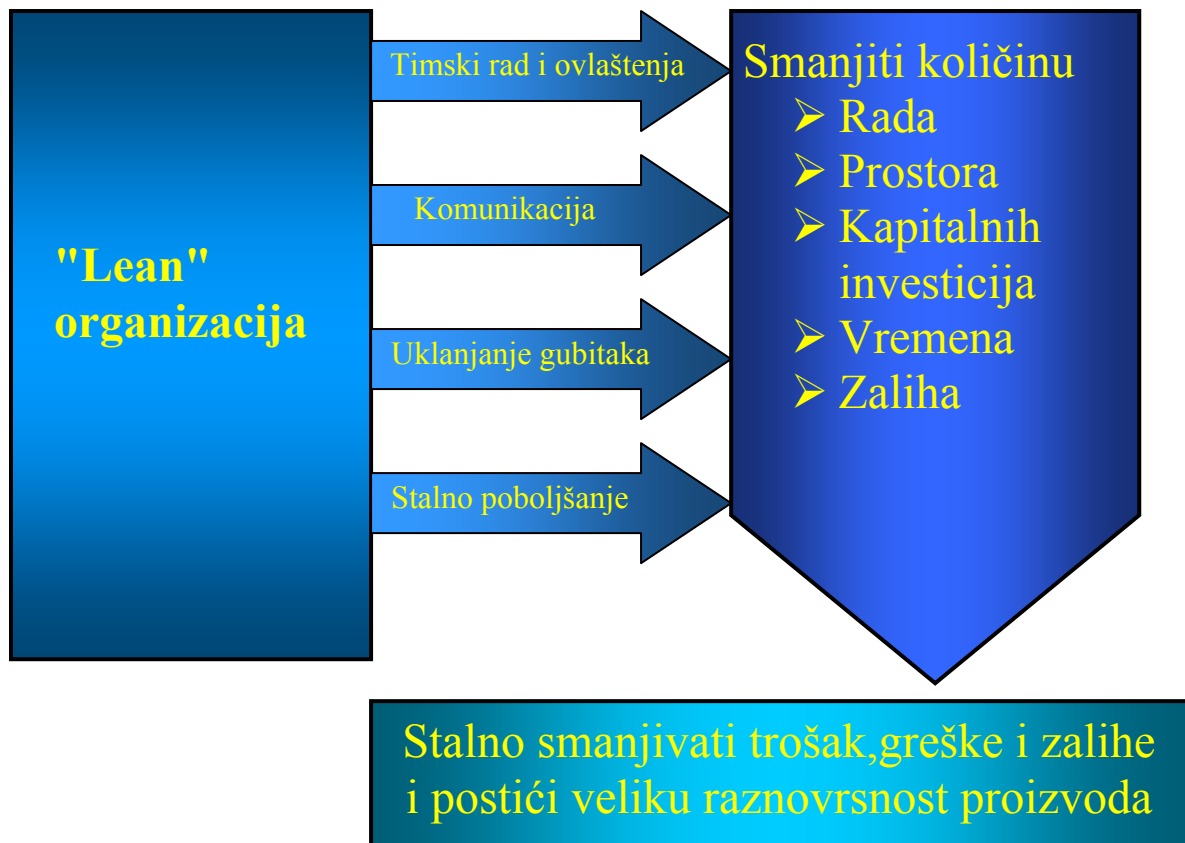 "Lean"
organizacija
Timski rad i ovlaštenja
Komunikacija
Uklanjanje gubitaka
Stalno poboljšanje
Smanjiti količinu
➢ Rada
➢ Prostora
➢ Kapitalnih
investicija
➢ Vremena
➢ Zaliha
Stalno smanjivati trošak,greške i zalihe
i postići veliku raznovrsnost proizvoda